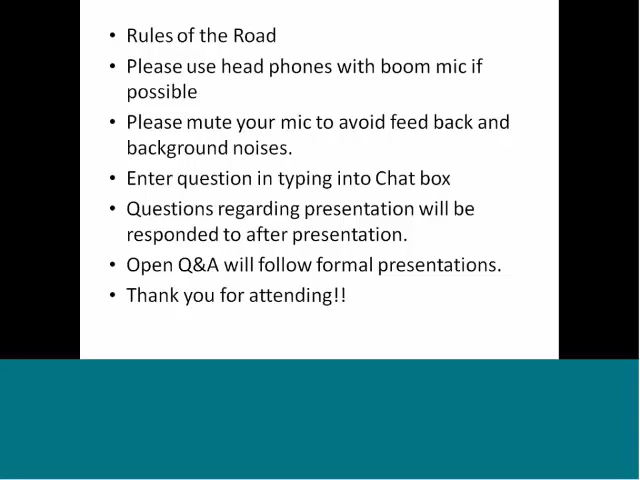 • Rules of the Road
• Please use head phones with boom mic if
possible
• Please mute your mic to avoid feed back and
background noises.
• Enter question in typing into Chat box
• Questions regarding presentation will be
responded to after presentation.
• Open Q&A will follow formal presentations.
• Thank you for attending!!